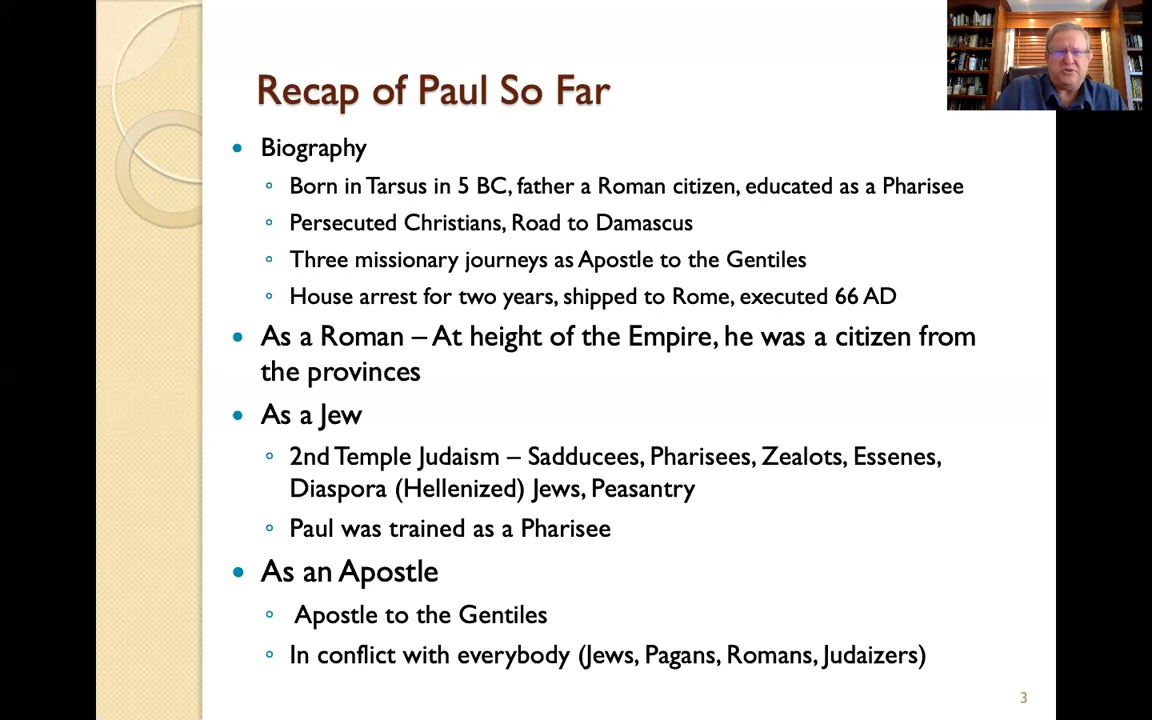 Recap of Paul So Far
• Biography
◦ Born in Tarsus in 5 BC, father a Roman citizen, educated as a Pharisee
◦ Persecuted Christians, Road to Damascus
◦ Three missionary journeys as Apostle to the Gentiles
◦ House arrest for two years, shipped to Rome, executed 66 AD
• As a Roman – At height of the Empire, he was a citizen from
the provinces
• As a Jew
◦ 2nd Temple Judaism – Sadducees, Pharisees, Zealots, Essenes,
Diaspora (Hellenized) Jews, Peasantry
◦ Paul was trained as a Pharisee
• As an Apostle
◦ Apostle to the Gentiles
◦ In conflict with everybody (Jews, Pagans, Romans, Judaizers)
3